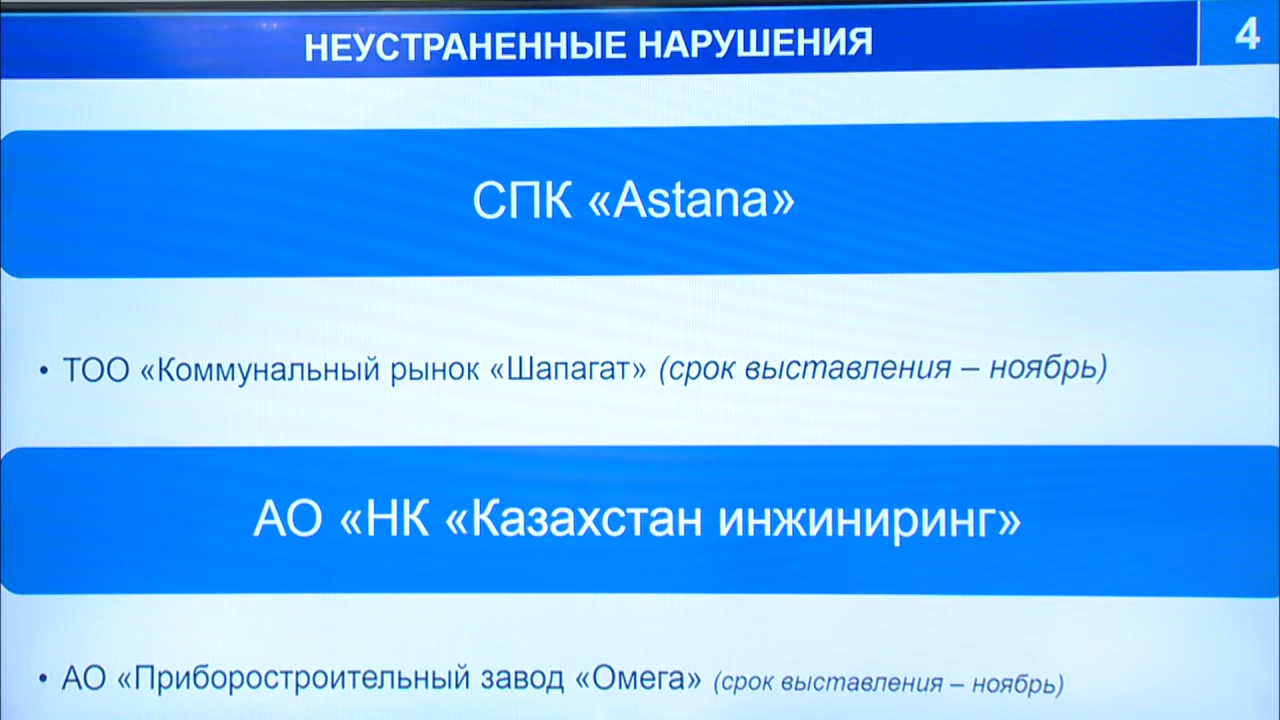 НЕУСТРАНЕННЫЕ НАРУШЕНИЯ
4
СПК «Astana»
• ТОО «Коммунальный рынок «Шапагат» (срок выставления – ноябрь)
АО «НК «Казахстан инжиниринг»
• АО «Приборостроительный завод «Омега» (срок выставления – ноябрь)